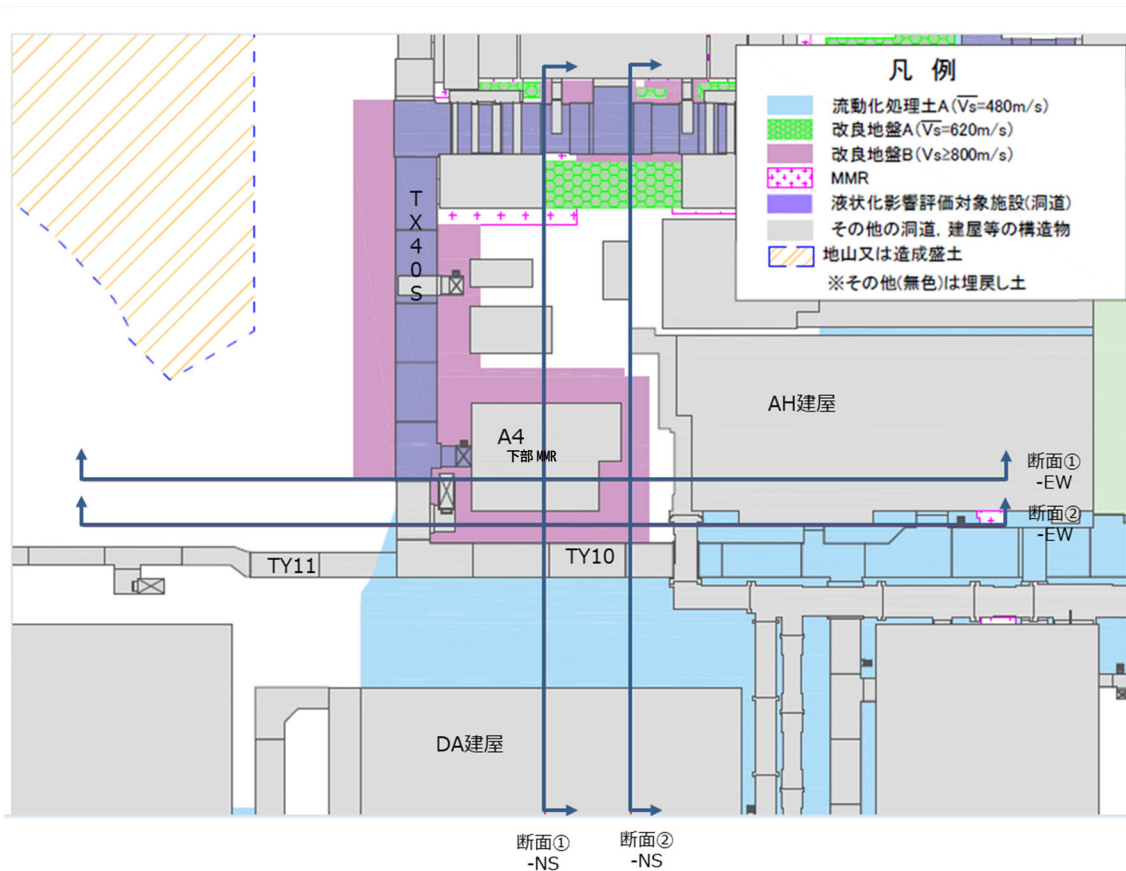 凡 例
流動化処理土A(V̅s̅=480m/s)
改良地盤A(V̅s̅=620m/s)
改良地盤B(Vs≥800m/s)
MMR
液状化影響評価対象施設(洞道)
その他の洞道，建屋等の構造物
地山又は造成盛土
※その他(無色)は埋戻し土
TX40S
AH建屋
A4
下部MMR
断面①
-EW
断面②
-EW
TY11
TY10
DA建屋
断面①
-NS
断面②
-NS